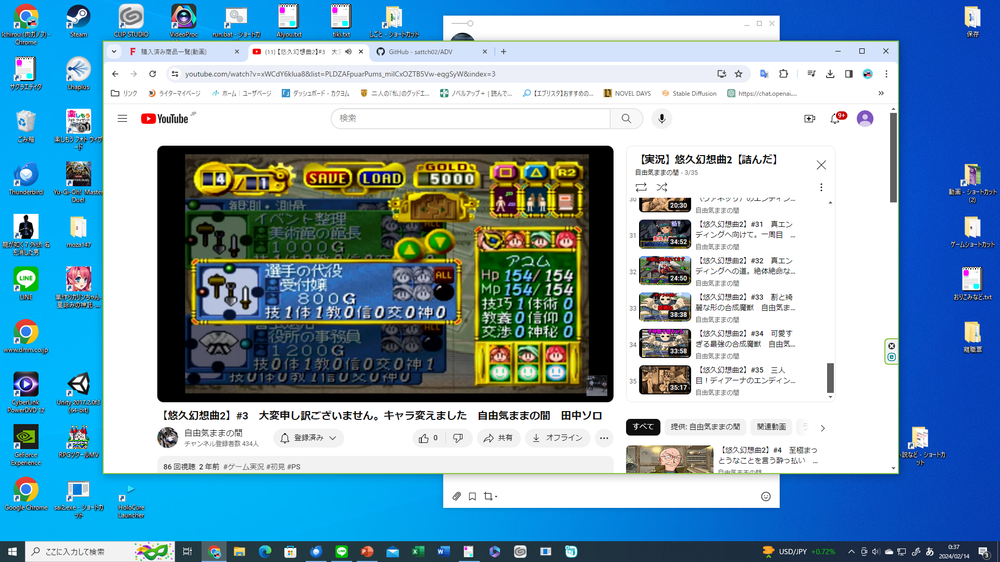 Ichirou (肉ガノフ) - Chrome
Steam
CLIP STUDIO
VideoProc
run.bat - ショートカ
Alyou.txt
tiki.txt
しごと - ショートカット
保存
サクラエディタ
Lhaplus
ごみ箱
楽しもう フォト ウィザード
Thunderbird
Yu-Gi-Oh! Master Duel
龍が如く7 外伝 名を消した男
moza147
LINE
巣作りカリンちゃん-星詠みの神託-...
www.dmm.co.jp
CyberLink PowerDVD 12
Unity 2017.2.0f3 (64-bit)
GeForce Experience
RPGツクールMV
Google Chrome
sai2.exe - ショートカット
HoloCure Launcher
動画 - ショートカット (2)
ゲームショートカット
おりこみなど.txt
離職票
説など - ショートカット
購入済み商品一覧(動画)
(11) 【悠久幻想曲2】#3 大変
GitHub - sattch02/ADV
youtube.com/watch?v=xWCdY6klua8&list=PLDZAFpuarPums_milCxOZTB5Vw-eqgSyW&index=3
リンク
ライターマイページ
ホーム | ユーザページ
ダッシュボード - カクヨム
二人の『私』のグッドエ...
ノベルアップ+ | 読んで...
【エブリスタ】おすすめの...
NOVEL DAYS
Stable Diffusion
https://chat.openai....
YouTube JP
検索
9+
4/1
SAVE LOAD
GOLD
5000
R2
観測・測量
イベント整理
美術館の館長
1000G
選手の代役
受付嬢
800G
ALL
技1体1教0信0交0神0
役所の事務員
1200G
技0体1教0信0交0神1
技0体0教1信0交0神0
アコム
Hp 154/154
Mp 154/154
技巧1体術0
教養0信仰0
交渉0神秘0
【実況】悠久幻想曲2【詰んだ】
自由気ままの間 - 3/35
30
20:30
(ヴァネッサ) のエンディン...
自由気ままの間
31
34:52
【悠久幻想曲2】#31 真エンディングへ向けて。一周目 ...
自由気ままの間
32
24:50
【悠久幻想曲2】#32 真エンディングへの道。絶体絶命な...
自由気ままの間
33
38:38
【悠久幻想曲2】#33 割と綺麗な形の合成魔獣 自由気ま...
自由気ままの間
34
33:58
【悠久幻想曲2】#34 可愛すぎる最強の合成魔獣 自由気...
自由気ままの間
35
35:17
【悠久幻想曲2】#35 三人目!ディアーナのエンディン...
自由気ままの間
【悠久幻想曲2】#3 大変申し訳ございません。キャラ変えました 自由気ままの間 田中ソロ
自由気ままの間
チャンネル登録者数 434人
登録済み
0
共有
オフライン
86 回視聴 2 年前 #ゲーム実況 #初見 #PS
すべて
提供: 自由気ままの間
関連動画
【悠久幻想曲2】#4 至極まっとうなことを言う酔っ払い ...
自由気ままの間
ここに入力して検索
USD/JPY +0.72%
あ
0:37
2024/02/14
3